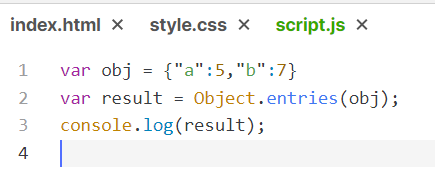 index.html × style.css × script.js ×
1 var obj = {"a":5,"b":7}
2 var result = Object.entries(obj);
3 console.log(result);
4